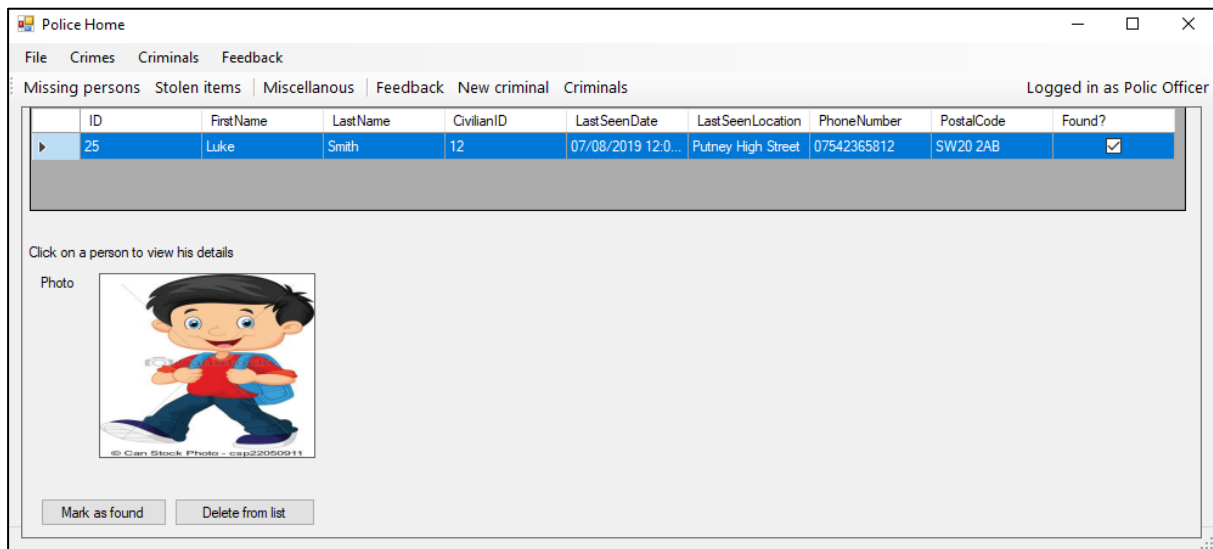 Police Home
File Crimes Criminals Feedback
Missing persons Stolen items Miscellanous Feedback New criminal Criminals Logged in as Polic Officer
ID FirstName LastName CivilianID LastSeenDate LastSeenLocation PhoneNumber PostalCode Found?
25 Luke Smith 12 07/08/2019 12:0... Putney High Street 07542365812 SW20 2AB
Click on a person to view his details
Photo
© Can Stock Photo - csp22050911
Mark as found Delete from list